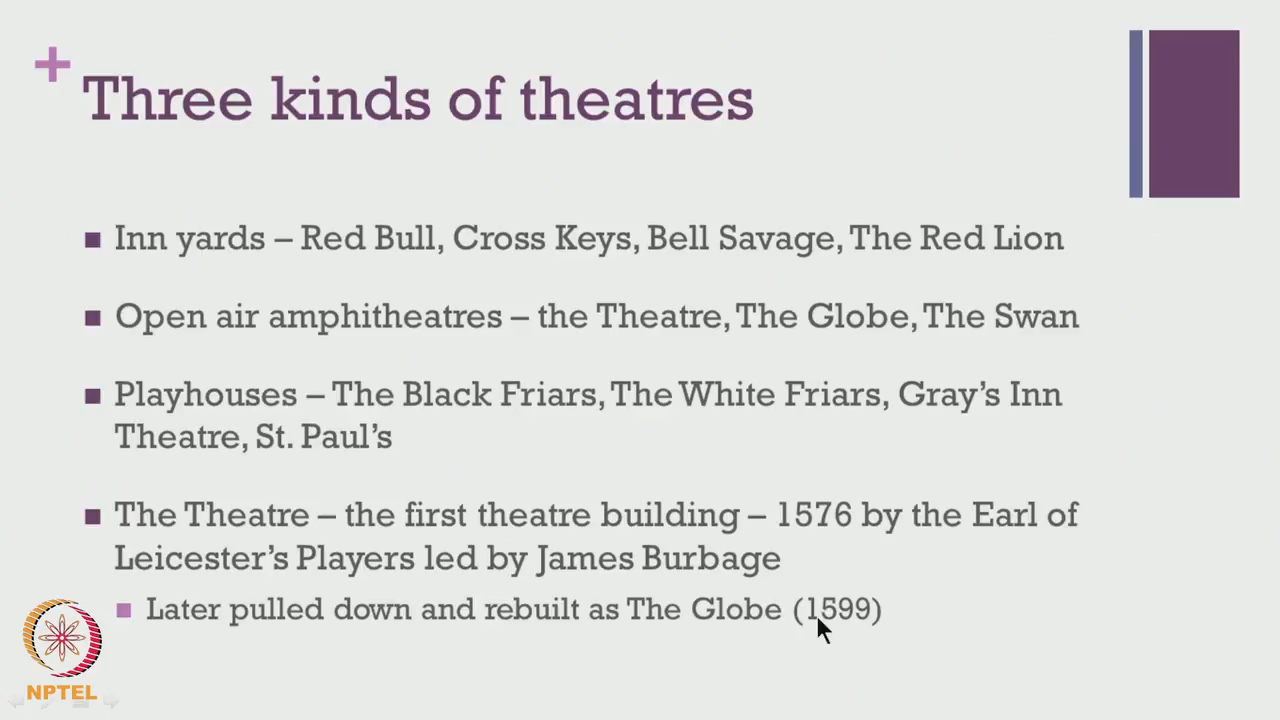 Three kinds of theatres
Inn yards – Red Bull, Cross Keys, Bell Savage, The Red Lion
Open air amphitheatres – the Theatre, The Globe, The Swan
Playhouses – The Black Friars, The White Friars, Gray's Inn
Theatre, St. Paul's
The Theatre – the first theatre building – 1576 by the Earl of
Leicester's Players led by James Burbage
Later pulled down and rebuilt as The Globe (1599)
NPTEL